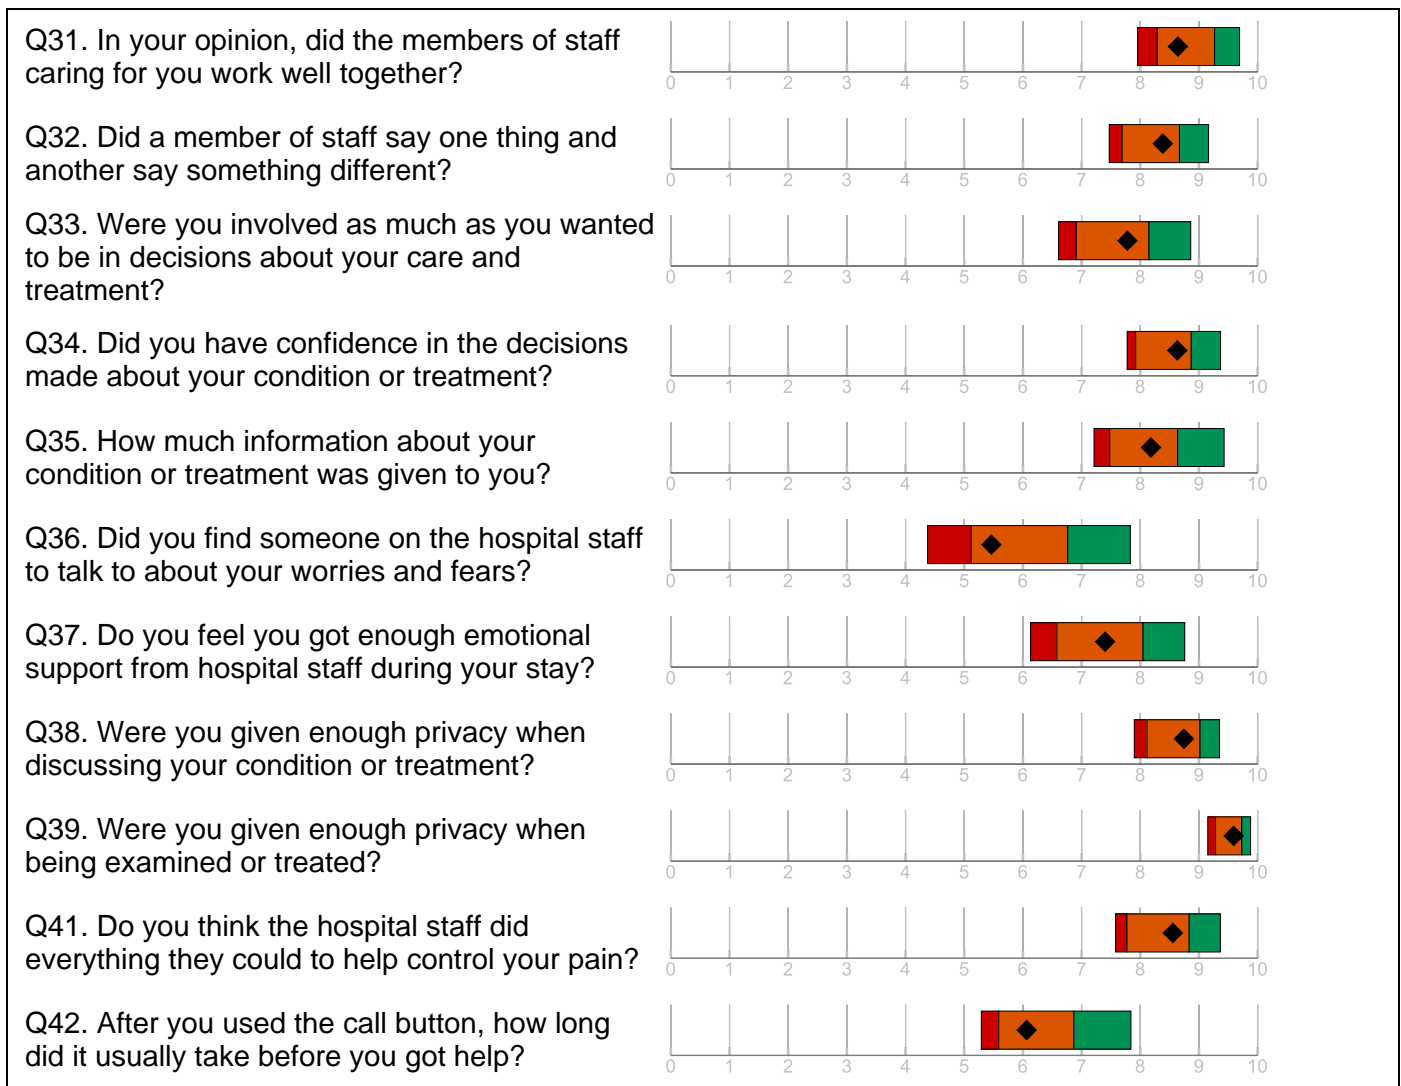 Q31. In your opinion, did the members of staff
caring for you work well together?
0 1 2 3 4 5 6 7 8 9 10
Q32. Did a member of staff say one thing and
another say something different?
0 1 2 3 4 5 6 7 8 9 10
Q33. Were you involved as much as you wanted
to be in decisions about your care and
treatment?
0 1 2 3 4 5 6 7 8 9 10
Q34. Did you have confidence in the decisions
made about your condition or treatment?
0 1 2 3 4 5 6 7 8 9 10
Q35. How much information about your
condition or treatment was given to you?
0 1 2 3 4 5 6 7 8 9 10
Q36. Did you find someone on the hospital staff
to talk to about your worries and fears?
0 1 2 3 4 5 6 7 8 9 10
Q37. Do you feel you got enough emotional
support from hospital staff during your stay?
0 1 2 3 4 5 6 7 8 9 10
Q38. Were you given enough privacy when
discussing your condition or treatment?
0 1 2 3 4 5 6 7 8 9 10
Q39. Were you given enough privacy when
being examined or treated?
0 1 2 3 4 5 6 7 8 9 10
Q41. Do you think the hospital staff did
everything they could to help control your pain?
0 1 2 3 4 5 6 7 8 9 10
Q42. After you used the call button, how long
did it usually take before you got help?
0 1 2 3 4 5 6 7 8 9 10